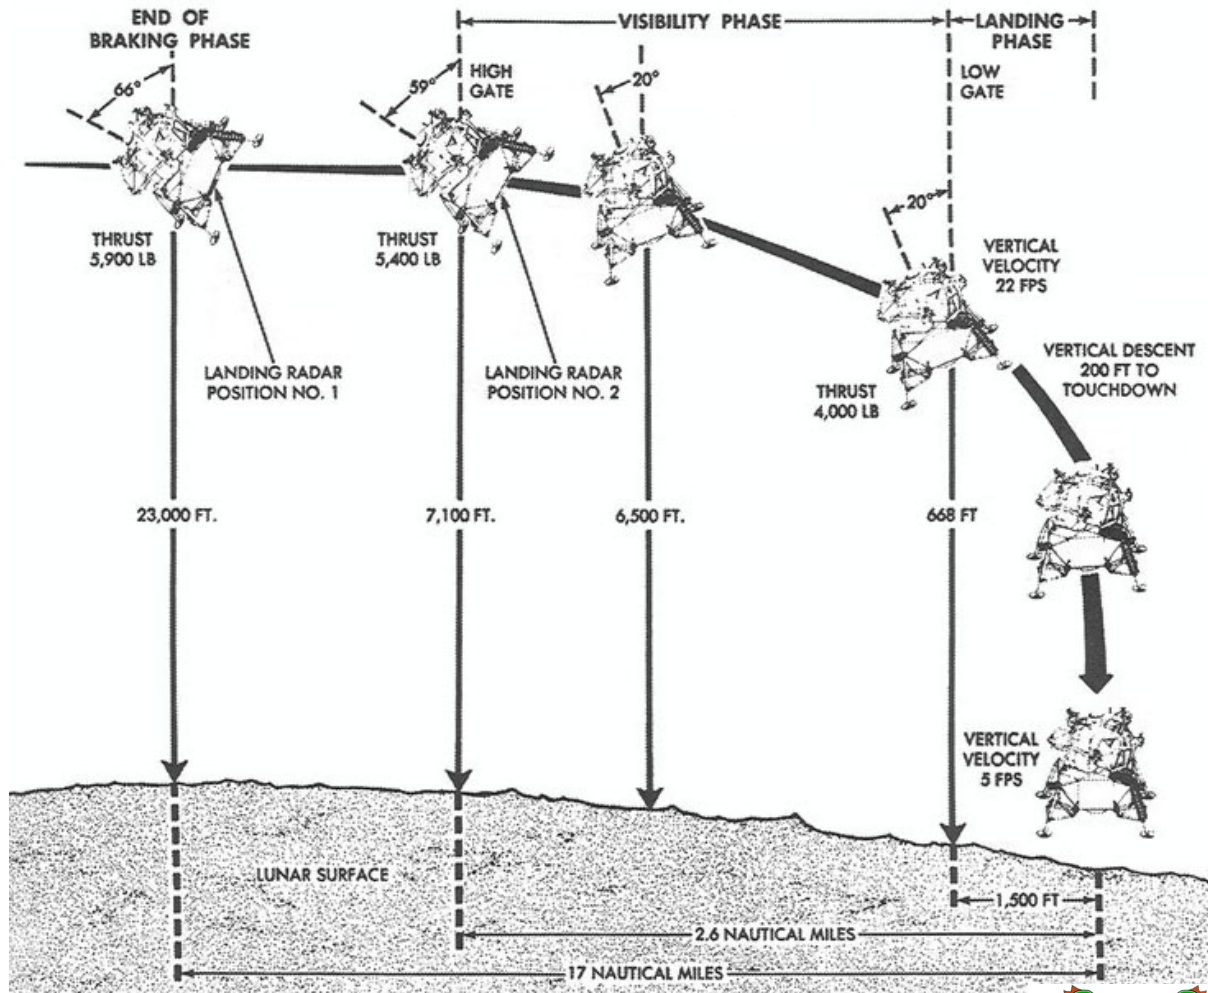 END OF
BRAKING PHASE
VISIBILITY PHASE
LANDING
PHASE
66°
59°
HIGH
GATE
20°
LOW
GATE
20°
THRUST
5,900 LB
THRUST
5,400 LB
VERTICAL
VELOCITY
22 FPS
LANDING RADAR
POSITION NO. 1
LANDING RADAR
POSITION NO. 2
THRUST
4,000 LB
VERTICAL DESCENT
200 FT TO
TOUCHDOWN
23,000 FT.
7,100 FT.
6,500 FT.
668 FT
VERTICAL
VELOCITY
5 FPS
LUNAR SURFACE
1,500 FT
2.6 NAUTICAL MILES
17 NAUTICAL MILES